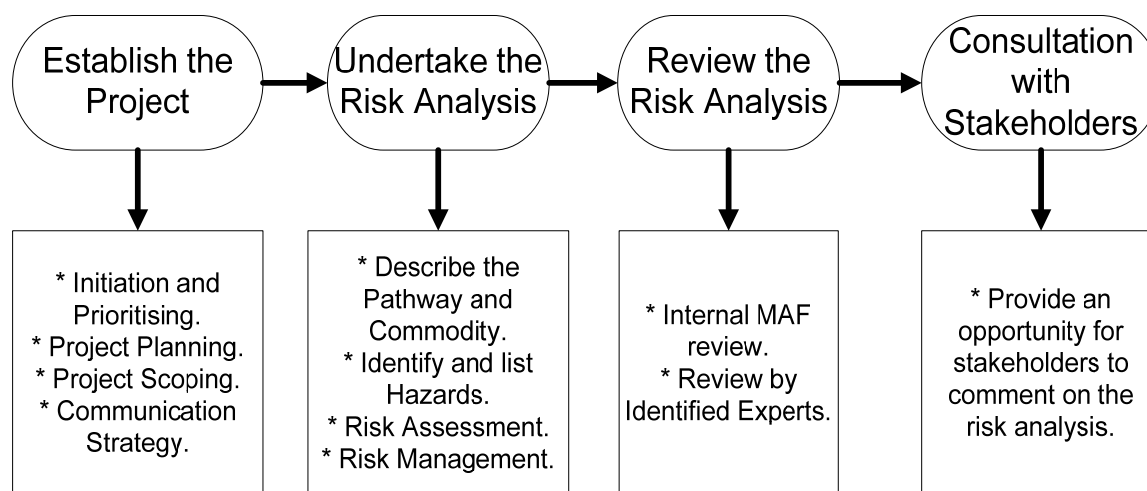 Establish the
Project
Undertake the
Risk Analysis
Review the
Risk Analysis
Consultation
with
Stakeholders
* Initiation and
Prioritising.
* Project Planning.
* Project Scoping.
* Communication
Strategy.
* Describe the
Pathway and
Commodity.
* Identify and list
Hazards.
* Risk Assessment.
* Risk Management.
* Internal MAF
review.
* Review by
Identified Experts.
* Provide an
opportunity for
stakeholders to
comment on the
risk analysis.